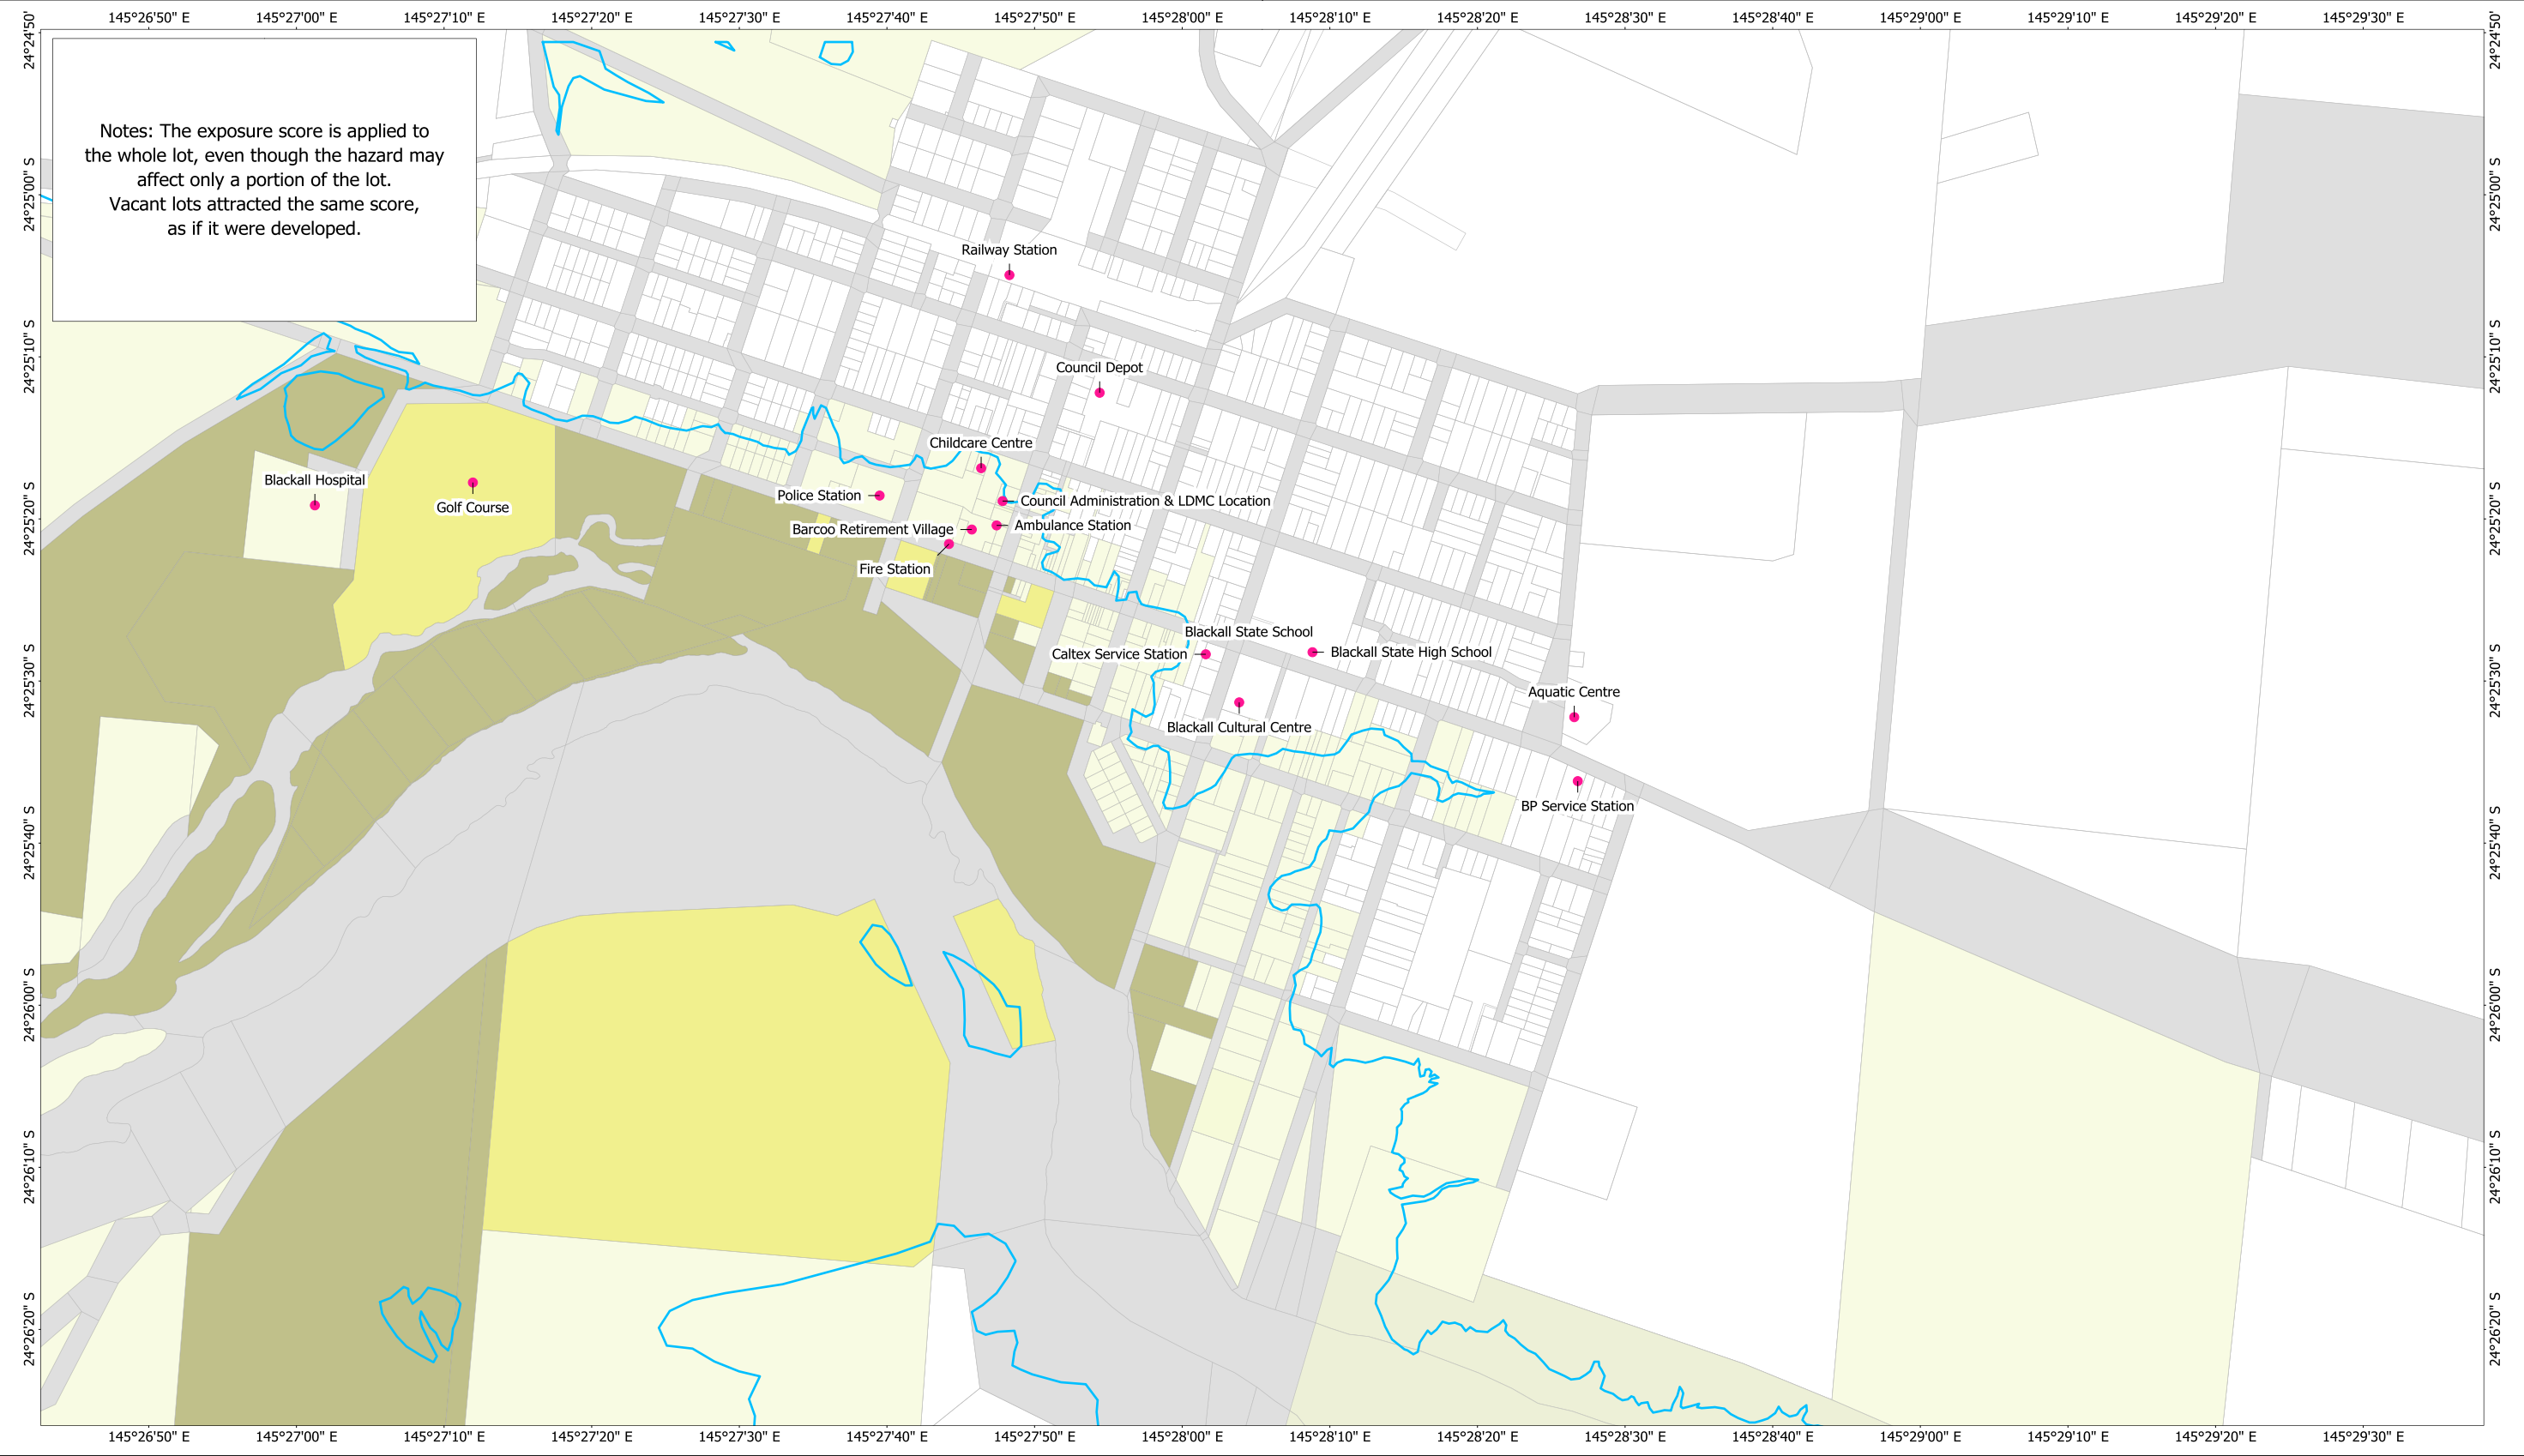 145°26'50" E 145°27'00" E 145°27'10" E 145°27'20" E 145°27'30" E 145°27'40" E 145°27'50" E 145°28'00" E 145°28'10" E 145°28'20" E 145°28'30" E 145°28'40" E 145°29'00" E 145°29'10" E 145°29'20" E 145°29'30" E
24°24'50' 24°24'50'
Notes: The exposure score is applied to
the whole lot, even though the hazard may
affect only a portion of the lot.
Vacant lots attracted the same score,
as if it were developed.
24°25'00" S 24°25'00" S
Railway Station
24°25'10" S 24°25'10" S
Council Depot
Childcare Centre
Blackall Hospital
Police Station
Council Administration & LDMC Location
Golf Course
24°25'20" S 24°25'20" S
Barcoo Retirement Village
Ambulance Station
Fire Station
Blackall State School
Caltex Service Station
Blackall State High School
24°25'30" S 24°25'30" S
Aquatic Centre
Blackall Cultural Centre
BP Service Station
24°25'40" S 24°25'40" S
24°26'00" S 24°26'00" S
24°26'10" S 24°26'10" S
24°26'20" S 24°26'20" S
145°26'50" E 145°27'00" E 145°27'10" E 145°27'20" E 145°27'30" E 145°27'40" E 145°27'50" E 145°28'00" E 145°28'10" E 145°28'20" E 145°28'30" E 145°28'40" E 145°29'00" E 145°29'10" E 145°29'20" E 145°29'30" E